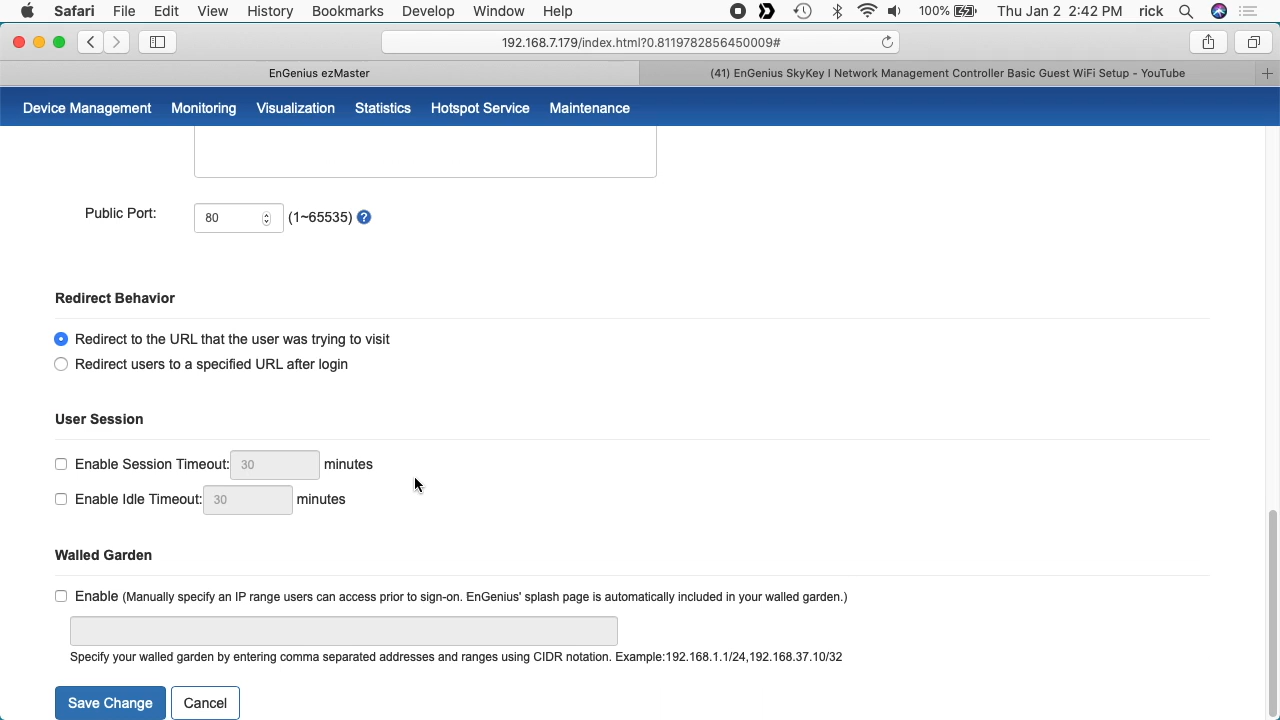 Safari File Edit View History Bookmarks Develop Window Help 100% Thu Jan 2 2:42 PM rick
192.168.7.179/index.html?0.8119782856450009#
EnGenius ezMaster
(41) EnGenius SkyKey I Network Management Controller Basic Guest WiFi Setup - YouTube
Device Management Monitoring Visualization Statistics Hotspot Service Maintenance
Public Port: 80 (1~65535) ?
Redirect Behavior
Redirect to the URL that the user was trying to visit
Redirect users to a specified URL after login
User Session
Enable Session Timeout: 30 minutes
Enable Idle Timeout: 30 minutes
Walled Garden
Enable (Manually specify an IP range users can access prior to sign-on. EnGenius' splash page is automatically included in your walled garden.)
Specify your walled garden by entering comma separated addresses and ranges using CIDR notation. Example:192.168.1.1/24,192.168.37.10/32
Save Change Cancel